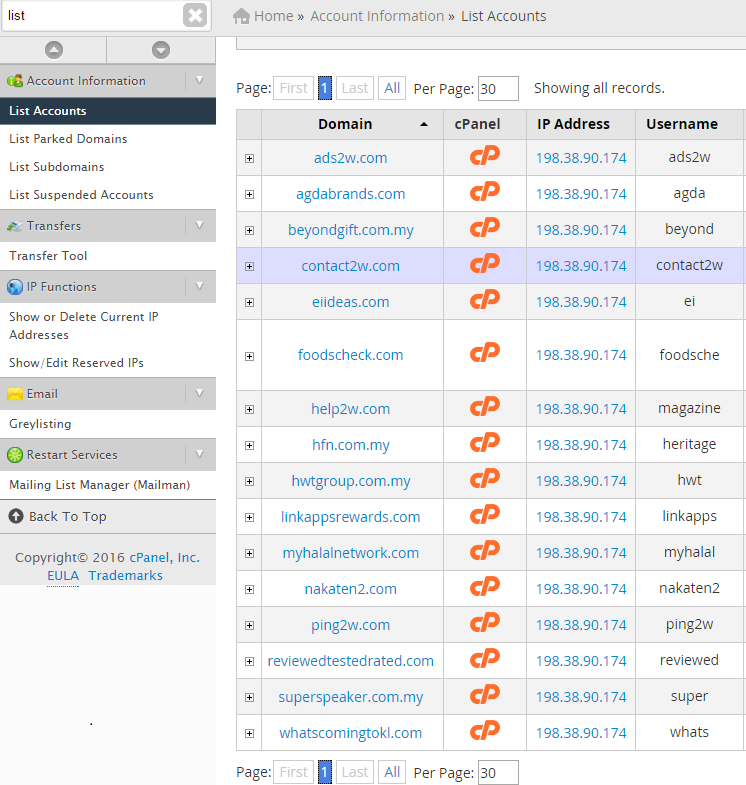 list
Account Information
List Accounts
List Parked Domains
List Subdomains
List Suspended Accounts
Transfers
Transfer Tool
IP Functions
Show or Delete Current IP
Addresses
Show/Edit Reserved IPs
Email
Greylisting
Restart Services
Mailing List Manager (Mailman)
Back To Top
Copyright© 2016 cPanel, Inc.
EULA Trademarks
Home » Account Information » List Accounts
Page: First 1 Last All Per Page: 30 Showing all records.
Domain cPanel IP Address Username
ads2w.com cP 198.38.90.174 ads2w
agdabrands.com cP 198.38.90.174 agda
beyondgift.com.my cP 198.38.90.174 beyond
contact2w.com cP 198.38.90.174 contact2w
eiideas.com cP 198.38.90.174 ei
foodscheck.com cP 198.38.90.174 foodsche
help2w.com cP 198.38.90.174 magazine
hfn.com.my cP 198.38.90.174 heritage
hwtgroup.com.my cP 198.38.90.174 hwt
linkappsrewards.com cP 198.38.90.174 linkapps
myhalalnetwork.com cP 198.38.90.174 myhalal
nakaten2.com cP 198.38.90.174 nakaten2
ping2w.com cP 198.38.90.174 ping2w
reviewedtestedrated.com cP 198.38.90.174 reviewed
superspeaker.com.my cP 198.38.90.174 super
whatscomingtokl.com cP 198.38.90.174 whats
Page: First 1 Last All Per Page: 30